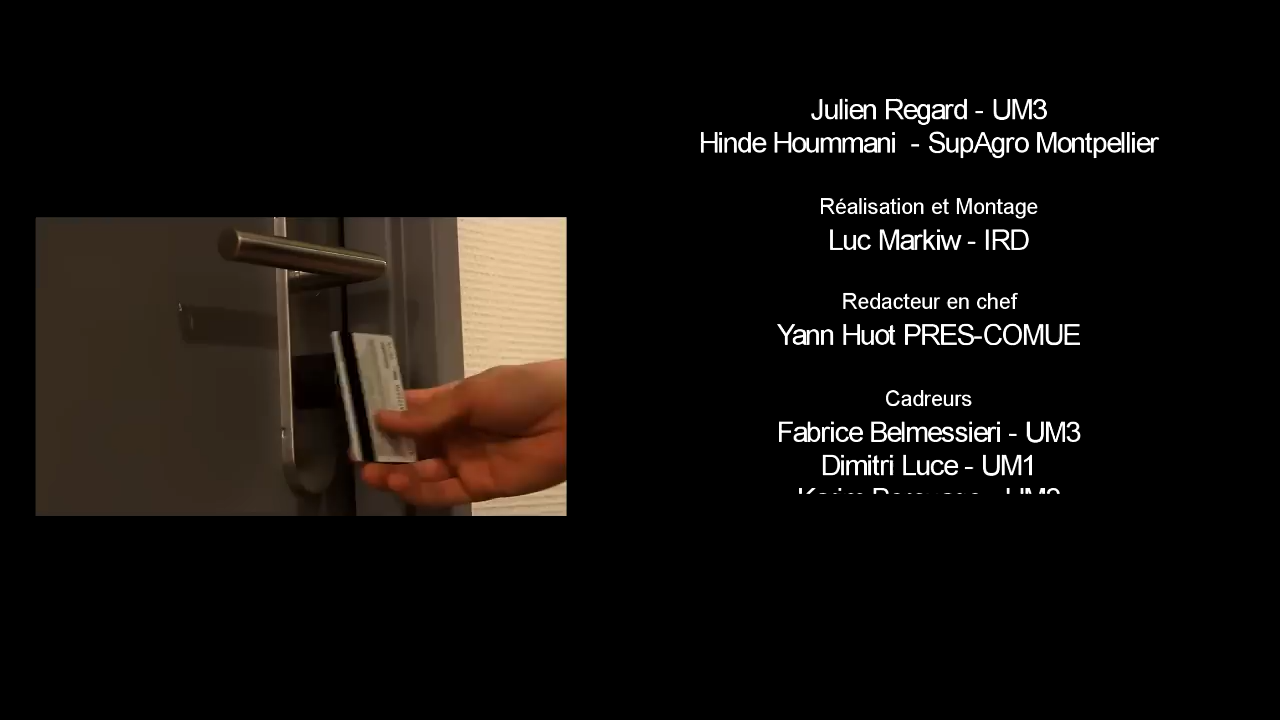 Julien Regard - UM3
Hinde Hoummani - SupAgro Montpellier
Réalisation et Montage
Luc Markiw - IRD
Redacteur en chef
Yann Huot PRES-COMUE
Cadreurs
Fabrice Belmessieri - UM3
Dimitri Luce - UM1